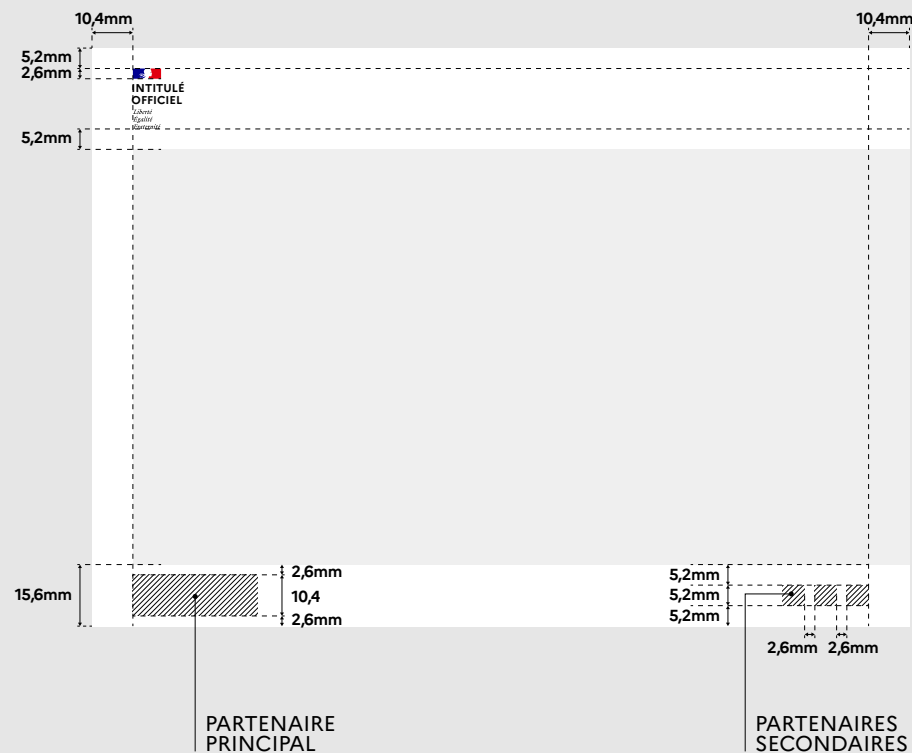 10,4mm
10,4mm
5,2mm
2,6mm
INTITULÉ
OFFICIEL
Liberté
Égalité
Fraternité
5,2mm
15,6mm
2,6mm
10,4
2,6mm
5,2mm
5,2mm
5,2mm
2,6mm
2,6mm
PARTENAIRE
PRINCIPAL
PARTENAIRES
SECONDAIRES